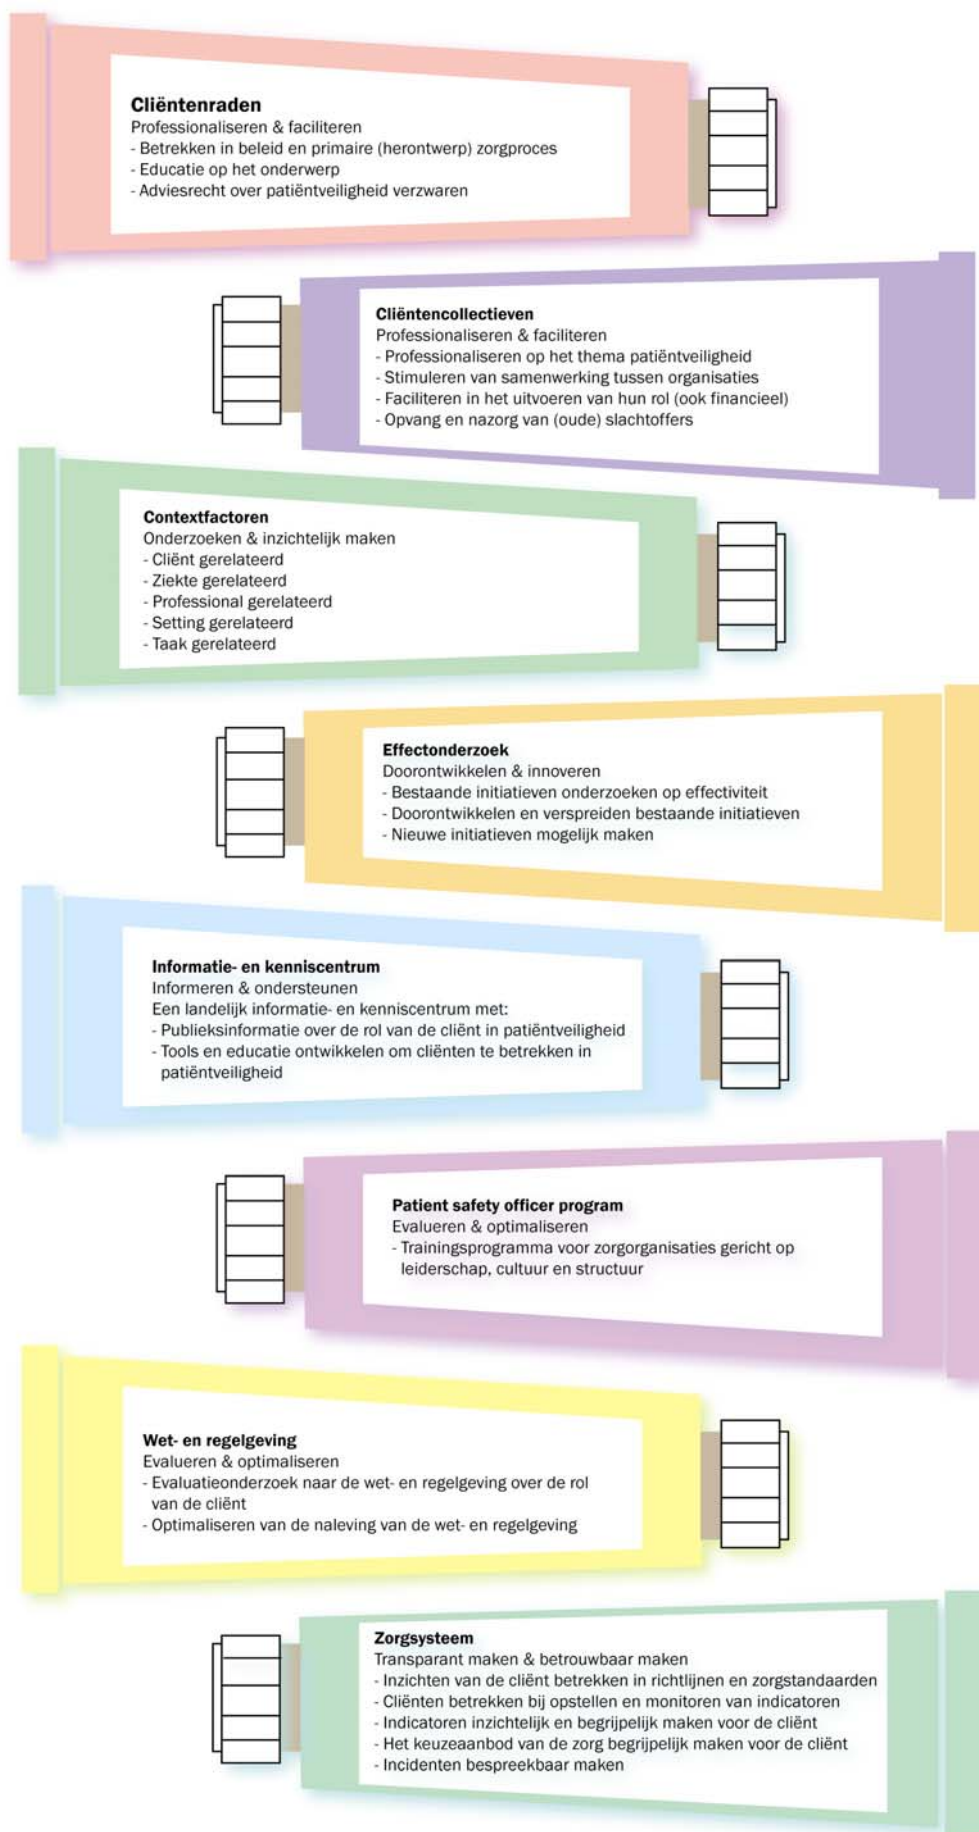 Cliëntenraden
Professionaliseren & faciliteren
- Betrekken in beleid en primaire (herontwerp) zorgproces
- Educatie op het onderwerp
- Adviesrecht over patiëntveiligheid verzwaren
Cliëntencollectieven
Professionaliseren & faciliteren
- Professionaliseren op het thema patiëntveiligheid
- Stimuleren van samenwerking tussen organisaties
- Faciliteren in het uitvoeren van hun rol (ook financieel)
- Opvang en nazorg van (oude) slachtoffers
Contextfactoren
Onderzoeken & inzichtelijk maken
- Cliënt gerelateerd
- Ziekte gerelateerd
- Professional gerelateerd
- Setting gerelateerd
- Taak gerelateerd
Effectonderzoek
Doorontwikkelen & innoveren
- Bestaande initiatieven onderzoeken op effectiviteit
- Doorontwikkelen en verspreiden bestaande initiatieven
- Nieuwe initiatieven mogelijk maken
Informatie- en kenniscentrum
Informeren & ondersteunen
Een landelijk informatie- en kenniscentrum met:
- Publieksinformatie over de rol van de cliënt in patiëntveiligheid
- Tools en educatie ontwikkelen om cliënten te betrekken in
patiëntveiligheid
Patient safety officer program
Evalueren & optimaliseren
- Trainingsprogramma voor zorgorganisaties gericht op
leiderschap, cultuur en structuur
Wet- en regelgeving
Evalueren & optimaliseren
- Evaluatieonderzoek naar de wet- en regelgeving over de rol
van de cliënt
- Optimaliseren van de naleving van de wet- en regelgeving
Zorgsysteem
Transparant maken & betrouwbaar maken
- Inzichten van de cliënt betrekken in richtlijnen en zorgstandaarden
- Cliënten betrekken bij opstellen en monitoren van indicatoren
- Indicatoren inzichtelijk en begrijpelijk maken voor de cliënt
- Het keuzeaanbod van de zorg begrijpelijk maken voor de cliënt
- Incidenten bespreekbaar maken